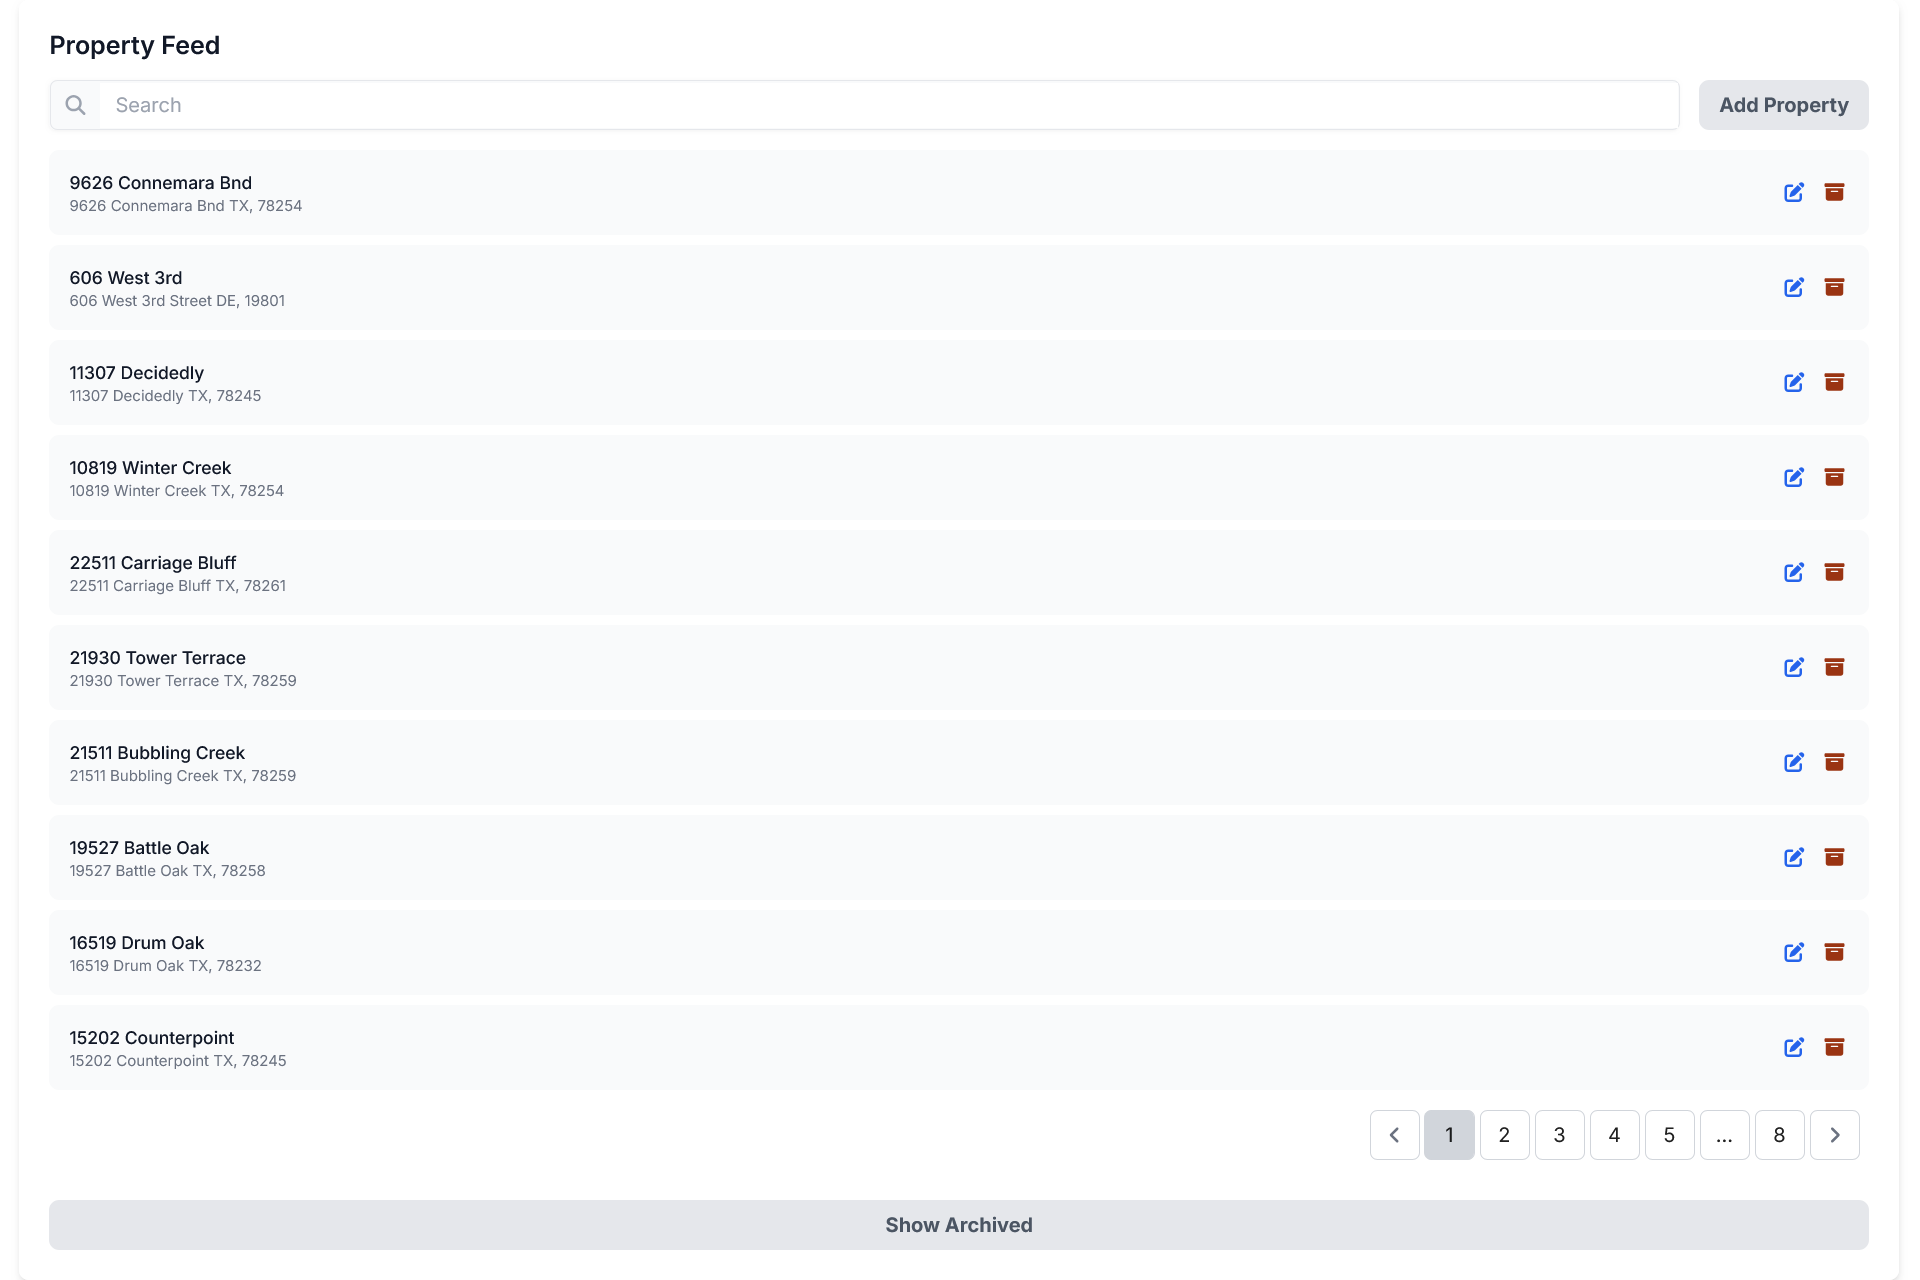 Property Feed
Search
Add Property
9626 Connemara Bnd
9626 Connemara Bnd TX, 78254
606 West 3rd
606 West 3rd Street DE, 19801
11307 Decidedly
11307 Decidedly TX, 78245
10819 Winter Creek
10819 Winter Creek TX, 78254
22511 Carriage Bluff
22511 Carriage Bluff TX, 78261
21930 Tower Terrace
21930 Tower Terrace TX, 78259
21511 Bubbling Creek
21511 Bubbling Creek TX, 78259
19527 Battle Oak
19527 Battle Oak TX, 78258
16519 Drum Oak
16519 Drum Oak TX, 78232
15202 Counterpoint
15202 Counterpoint TX, 78245
1 2 3 4 5 ... 8
Show Archived